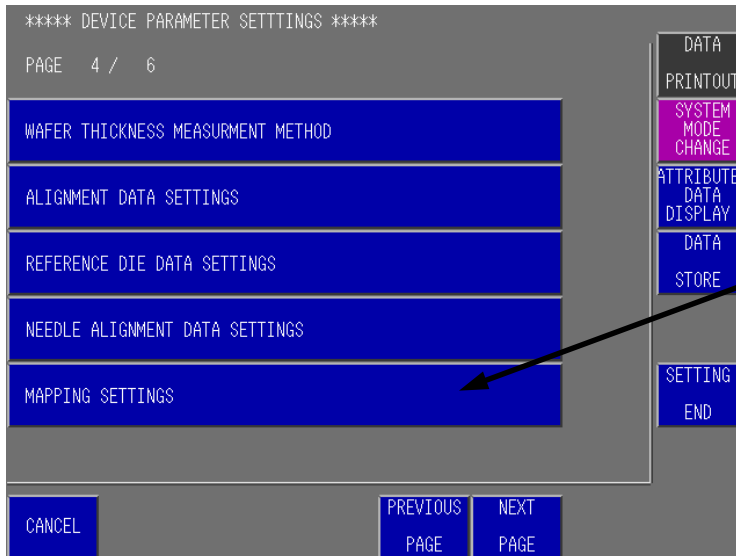 ***** DEVICE PARAMETER SETTTINGS *****
PAGE 4 / 6
WAFER THICKNESS MEASURMENT METHOD
ALIGNMENT DATA SETTINGS
REFERENCE DIE DATA SETTINGS
NEEDLE ALIGNMENT DATA SETTINGS
MAPPING SETTINGS
DATA
PRINTOUT
SYSTEM
MODE
CHANGE
ATTRIBUTE
DATA
DISPLAY
DATA
STORE
SETTING
END
CANCEL
PREVIOUS
PAGE
NEXT
PAGE